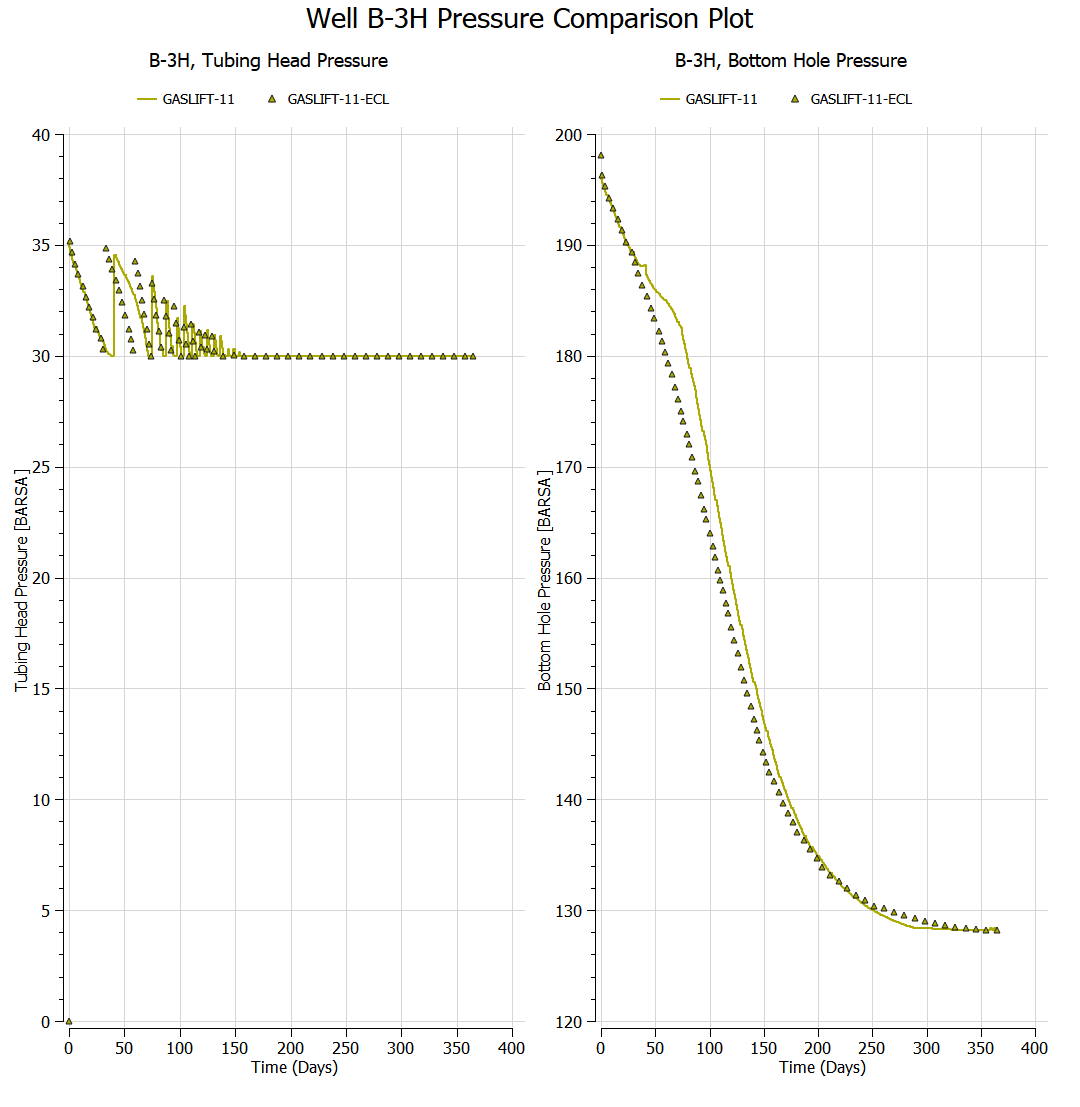 Well B-3H Pressure Comparison Plot
B-3H, Tubing Head Pressure
GASLIFT-11 GASLIFT-11-ECL
40
35
30
25
20
15
10
5
0
Tubing Head Pressure [BARSA]
0 50 100 150 200 250 300 350 400
Time (Days)
B-3H, Bottom Hole Pressure
GASLIFT-11 GASLIFT-11-ECL
200
190
180
170
160
150
140
130
120
Bottom Hole Pressure [BARSA]
0 50 100 150 200 250 300 350 400
Time (Days)